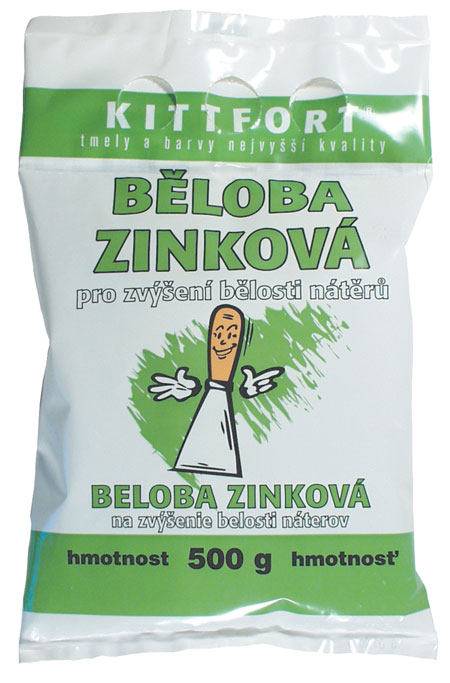 KITTFORT®
tmely a barvy nejvyšší kvality
BĚLOBA
ZINKOVÁ
pro zvýšení bělosti nátěrů
BELOBA ZINKOVÁ
na zvýšenie belosti náterov
hmotnost 500 g hmotnosť